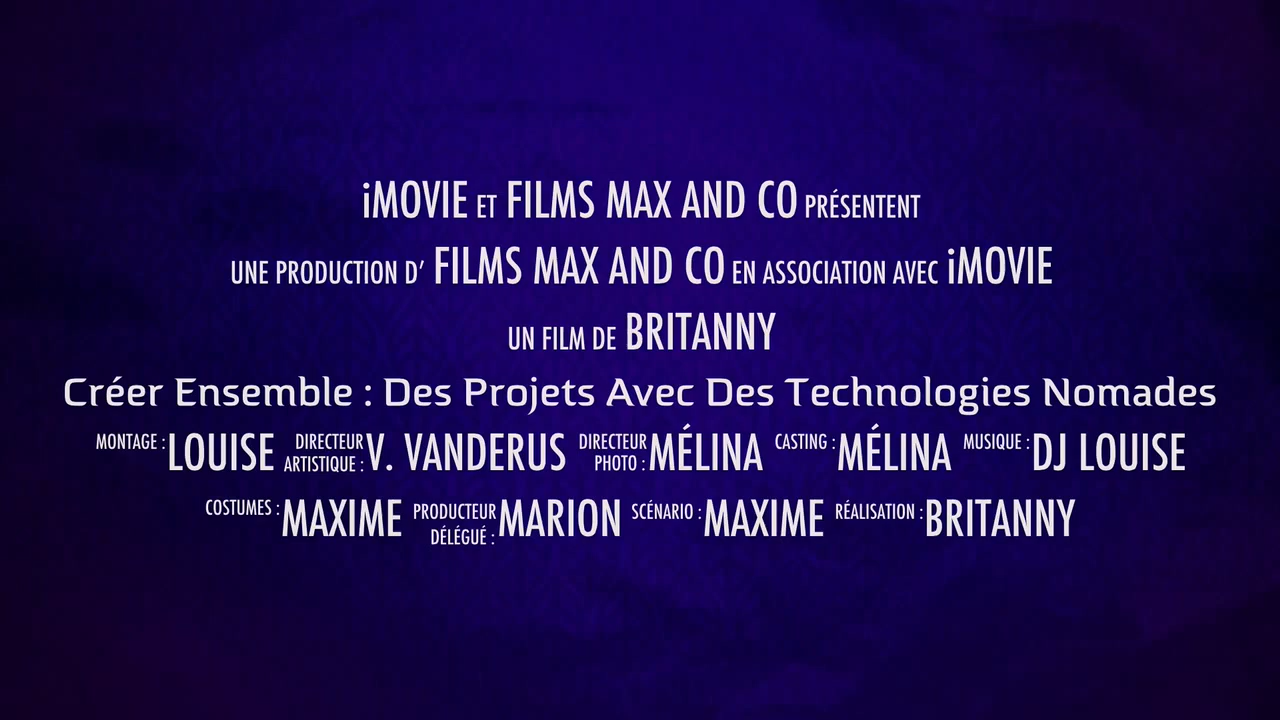 iMOVIE ET FILMS MAX AND CO PRÉSENTENT
UNE PRODUCTION D' FILMS MAX AND CO EN ASSOCIATION AVEC iMOVIE
UN FILM DE BRITANNY
Créer Ensemble : Des Projets Avec Des Technologies Nomades
MONTAGE : LOUISE DIRECTEUR ARTISTIQUE : V. VANDERUS DIRECTEUR PHOTO : MÉLINA CASTING : MÉLINA MUSIQUE : DJ LOUISE
COSTUMES : MAXIME PRODUCTEUR DÉLÉGUÉ : MARION SCÉNARIO : MAXIME RÉALISATION : BRITANNY